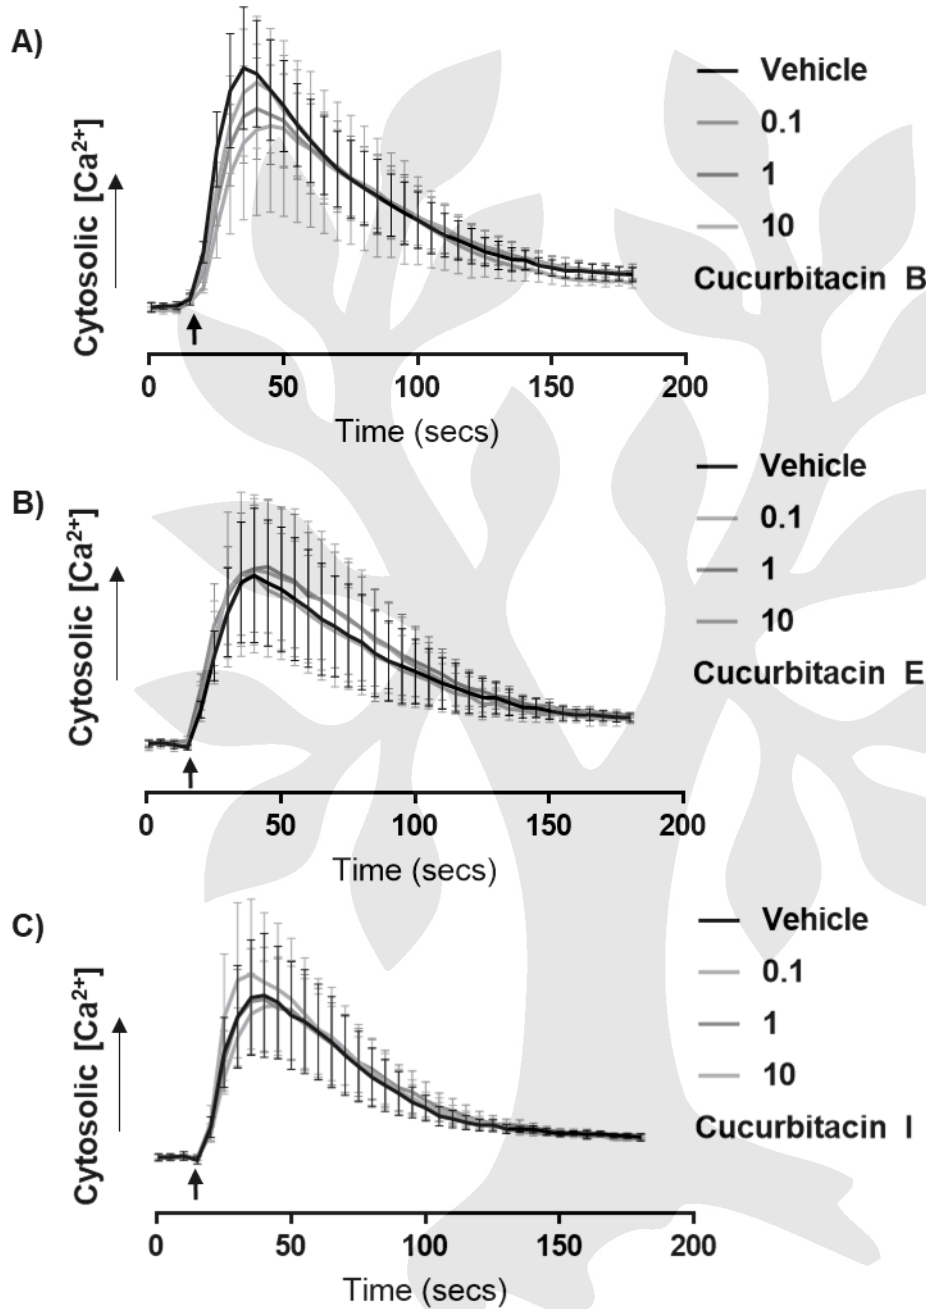 A)
Cytosolic [Ca²⁺]
Vehicle
0.1
1
10
Cucurbitacin B
0 50 100 150 200
Time (secs)
B)
Cytosolic [Ca²⁺]
Vehicle
0.1
1
10
Cucurbitacin E
0 50 100 150 200
Time (secs)
C)
Cytosolic [Ca²⁺]
Vehicle
0.1
1
10
Cucurbitacin I
0 50 100 150 200
Time (secs)